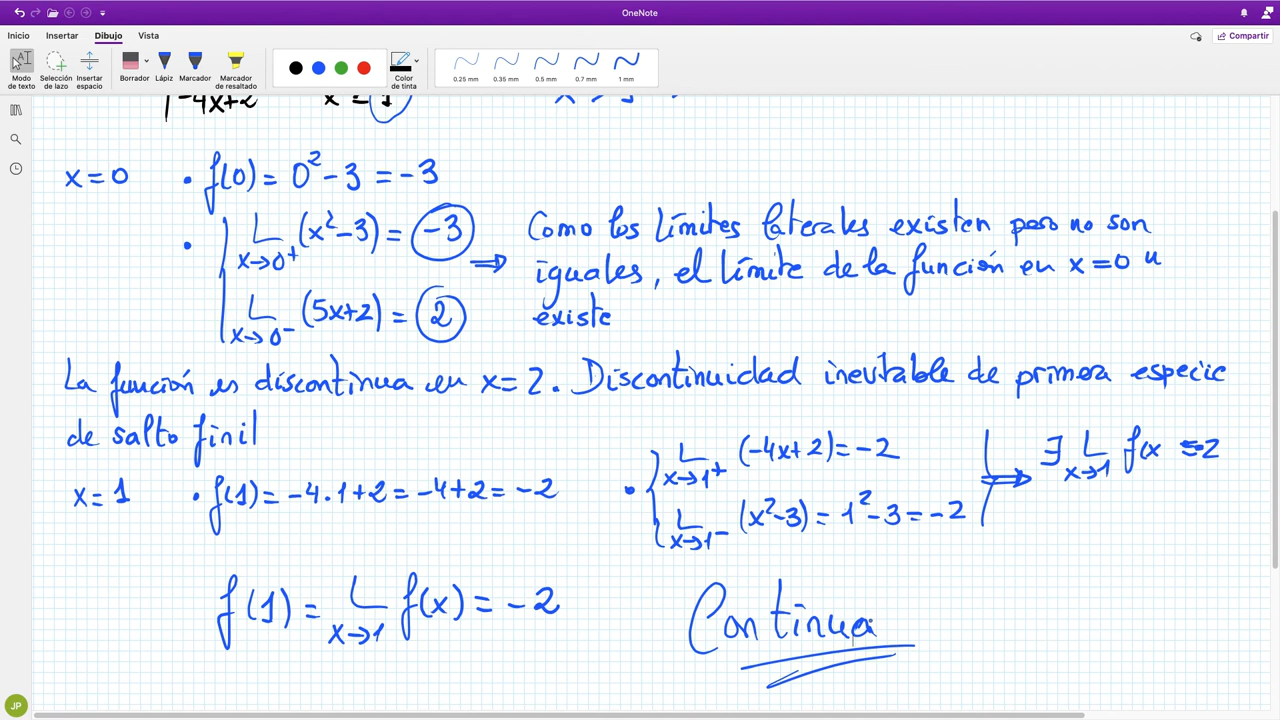 OneNote
Inicio Insertar Dibujo Vista
Compartir
Modo de texto
Selección de lazo
Insertar espacio
Borrador
Lápiz
Marcador
Marcador de resaltado
Color de tinta
0.25 mm 0.35 mm 0.5 mm 0.7 mm 1 mm
-4x+2
x=0 • f(0) = 0² - 3 = -3
• L x→0⁺ (x²-3) = -3
L x→0⁻ (5x+2) = 2
⇒ Como los límites laterales existen pero no son
iguales, el límite de la función en x=0 n
existe
La función es discontinua en x=2. Discontinuidad inevitable de primera especie
de salto finil
x=1 • f(1) = -4·1+2 = -4+2 = -2
• L x→1⁺ (-4x+2) = -2
L x→1⁻ (x²-3) = 1²-3 = -2
⇒ ∃ L x→1 f(x =-2
f(1) = L x→1 f(x) = -2
Continua
JP